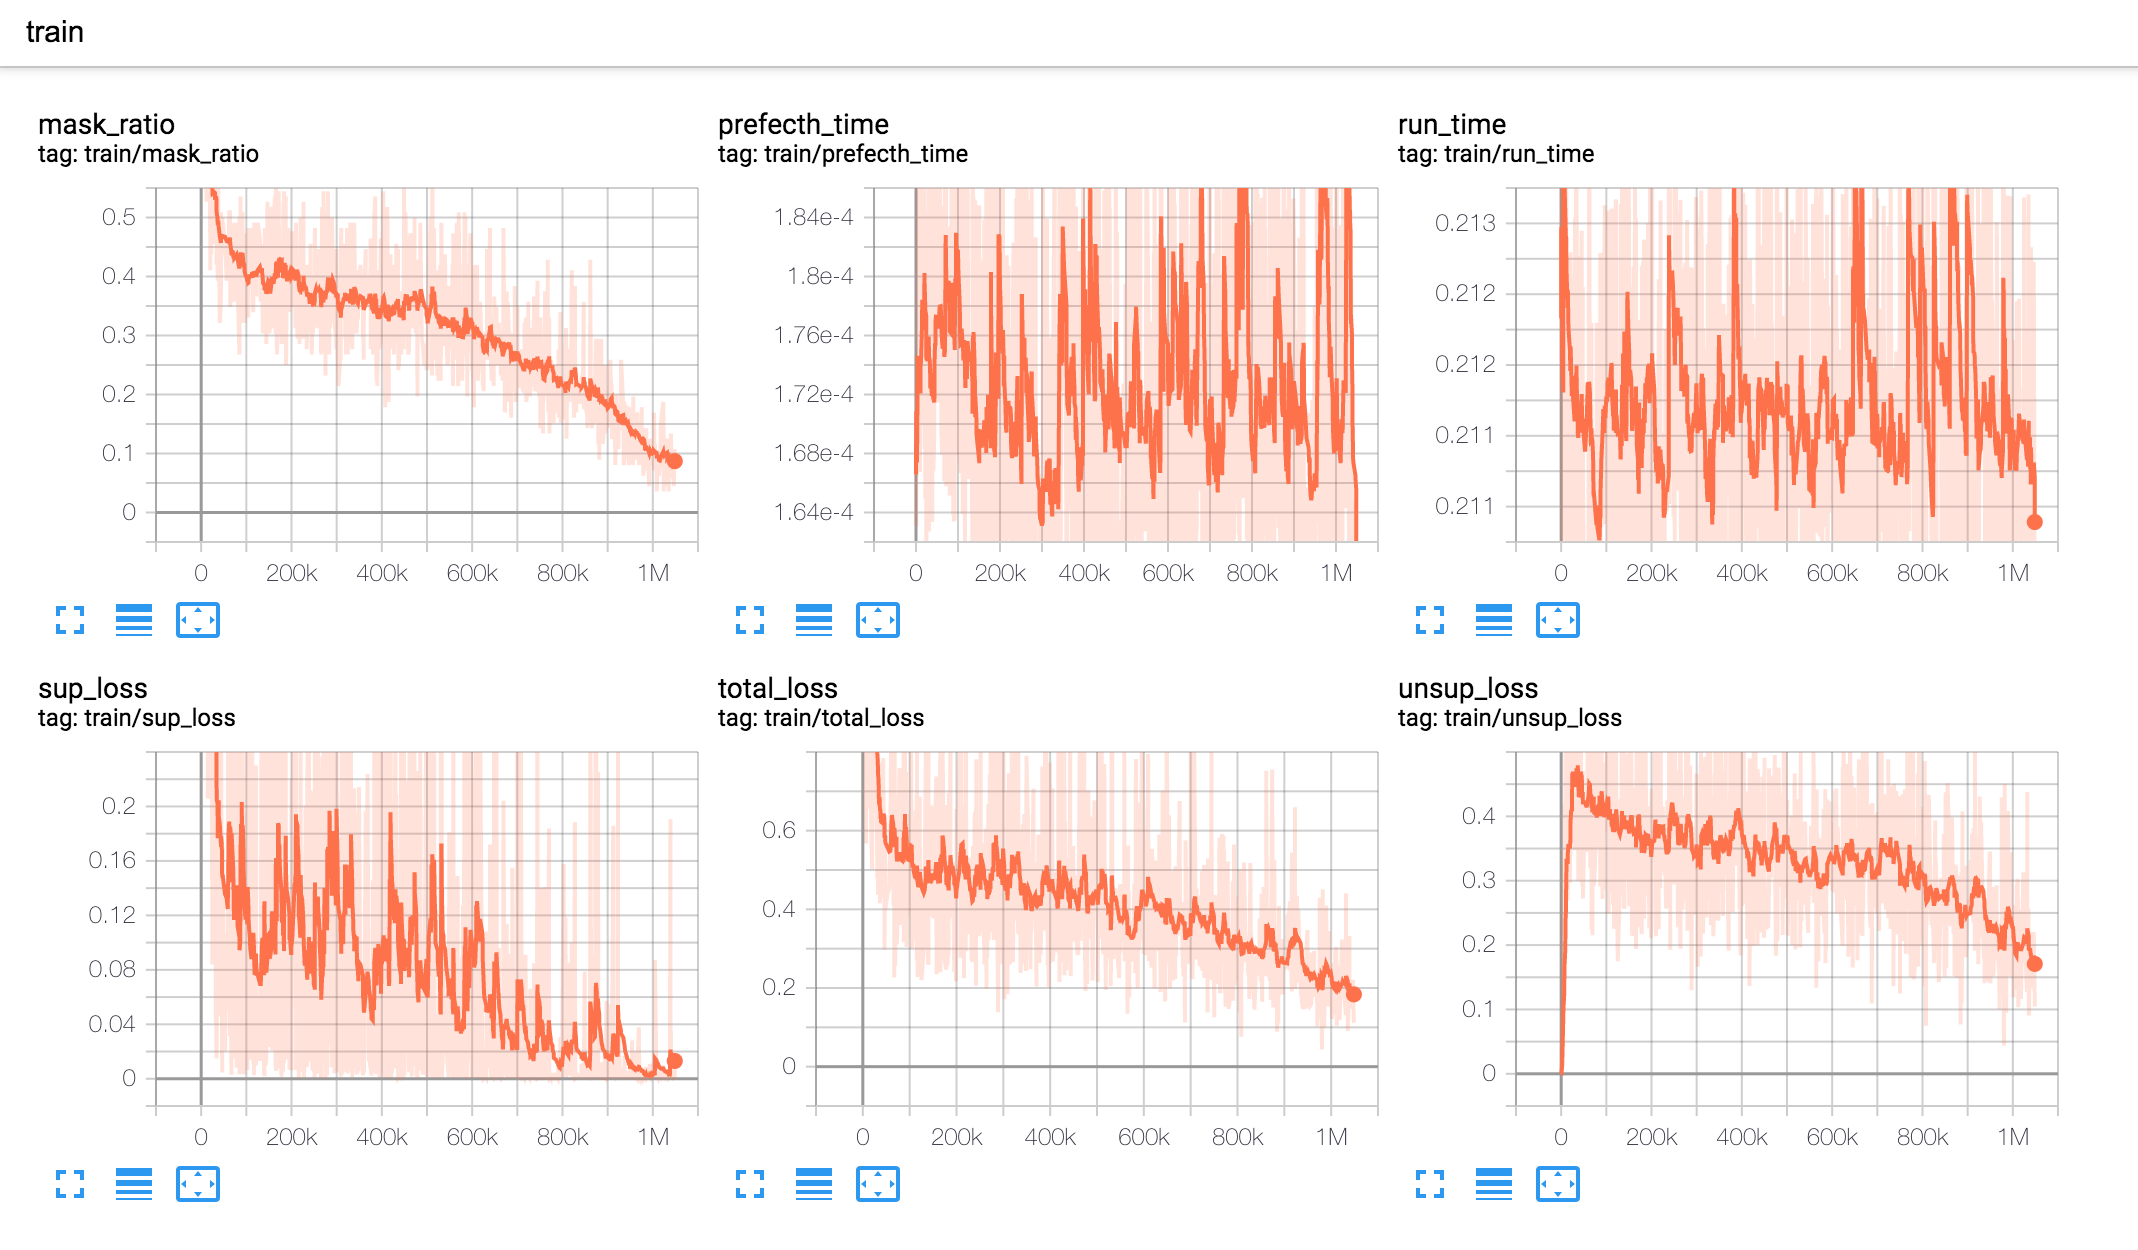 train
mask_ratio
tag: train/mask_ratio
0.5
0.4
0.3
0.2
0.1
0
0 200k 400k 600k 800k 1M
prefecth_time
tag: train/prefecth_time
1.84e-4
1.8e-4
1.76e-4
1.72e-4
1.68e-4
1.64e-4
0 200k 400k 600k 800k 1M
run_time
tag: train/run_time
0.213
0.212
0.212
0.211
0.211
0 200k 400k 600k 800k 1M
sup_loss
tag: train/sup_loss
0.2
0.16
0.12
0.08
0.04
0
0 200k 400k 600k 800k 1M
total_loss
tag: train/total_loss
0.6
0.4
0.2
0
0 200k 400k 600k 800k 1M
unsup_loss
tag: train/unsup_loss
0.4
0.3
0.2
0.1
0
0 200k 400k 600k 800k 1M